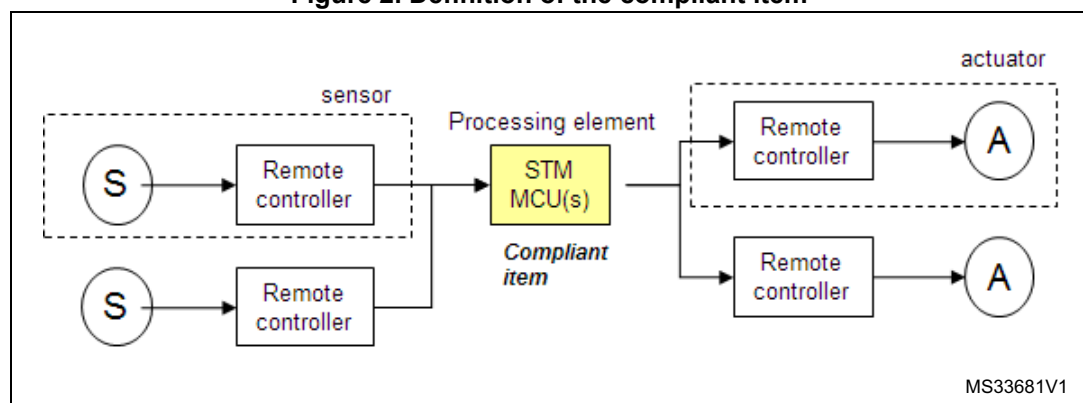 Figure 2. Definition of the compliant item
actuator
sensor
Processing element
S
Remote
controller
STM
MCU(s)
Remote
controller
A
Compliant
item
S
Remote
controller
Remote
controller
A
MS33681V1